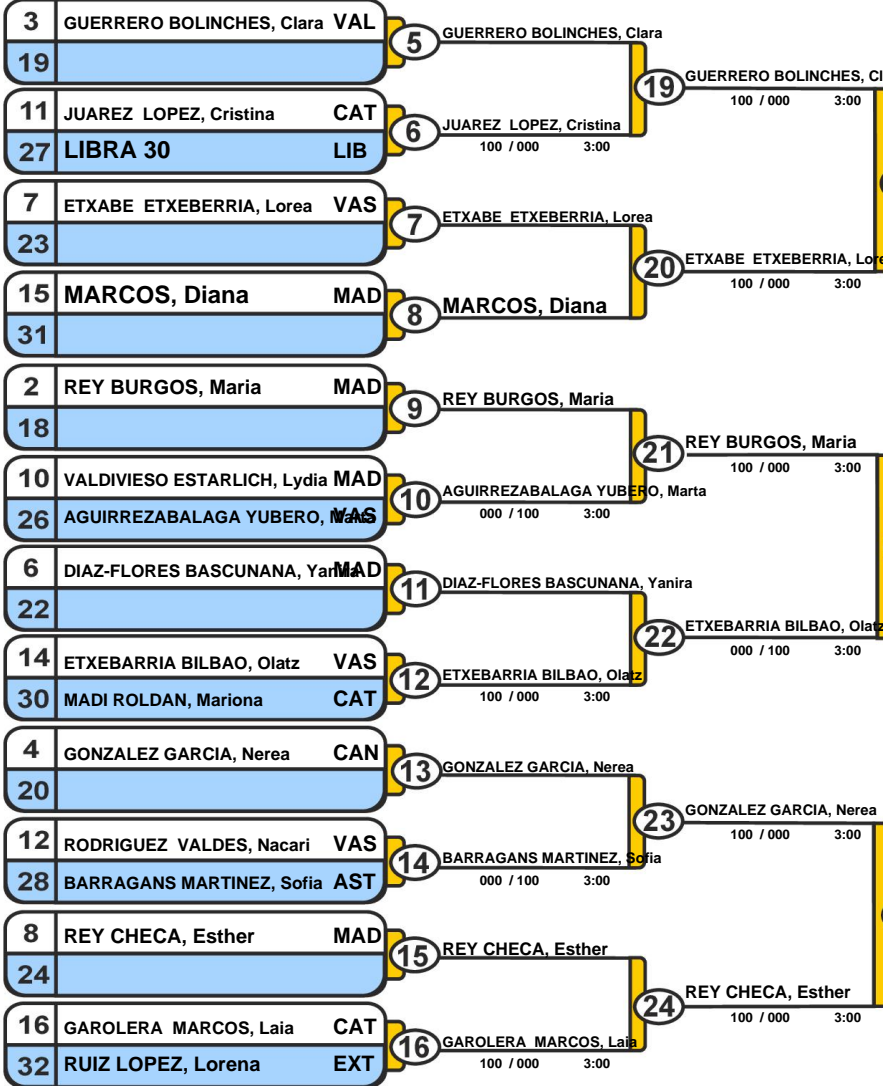 3 GUERRERO BOLINCHES, Clara VAL
19
5 GUERRERO BOLINCHES, Clara
11 JUAREZ LOPEZ, Cristina CAT
27 LIBRA 30 LIB
6 JUAREZ LOPEZ, Cristina
100 / 000 3:00
19 GUERRERO BOLINCHES, Cl
100 / 000 3:00
7 ETXABE ETXEBERRIA, Lorea VAS
23
7 ETXABE ETXEBERRIA, Lorea
15 MARCOS, Diana MAD
31
8 MARCOS, Diana
20 ETXABE ETXEBERRIA, Lore
100 / 000 3:00
2 REY BURGOS, Maria MAD
18
9 REY BURGOS, Maria
10 VALDIVIESO ESTARLICH, Lydia MAD
26 AGUIRREZABALAGA YUBERO, Marta VAS
10 AGUIRREZABALAGA YUBERO, Marta
000 / 100 3:00
21 REY BURGOS, Maria
100 / 000 3:00
6 DIAZ-FLORES BASCUNANA, Yanira MAD
22
11 DIAZ-FLORES BASCUNANA, Yanira
14 ETXEBARRIA BILBAO, Olatz VAS
30 MADI ROLDAN, Mariona CAT
12 ETXEBARRIA BILBAO, Olatz
100 / 000 3:00
22 ETXEBARRIA BILBAO, Olatz
000 / 100 3:00
4 GONZALEZ GARCIA, Nerea CAN
20
13 GONZALEZ GARCIA, Nerea
12 RODRIGUEZ VALDES, Nacari VAS
28 BARRAGANS MARTINEZ, Sofia AST
14 BARRAGANS MARTINEZ, Sofia
000 / 100 3:00
23 GONZALEZ GARCIA, Nerea
100 / 000 3:00
8 REY CHECA, Esther MAD
24
15 REY CHECA, Esther
16 GAROLERA MARCOS, Laia CAT
32 RUIZ LOPEZ, Lorena EXT
16 GAROLERA MARCOS, Laia
100 / 000 3:00
24 REY CHECA, Esther
100 / 000 3:00